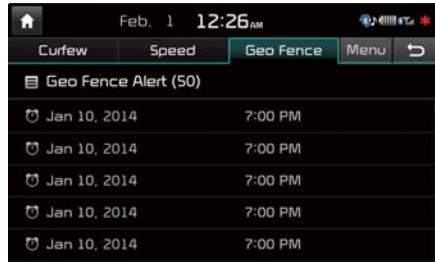 Feb. 1 12:26 AM
Curfew Speed Geo Fence Menu
Geo Fence Alert (50)
Jan 10, 2014 7:00 PM
Jan 10, 2014 7:00 PM
Jan 10, 2014 7:00 PM
Jan 10, 2014 7:00 PM
Jan 10, 2014 7:00 PM